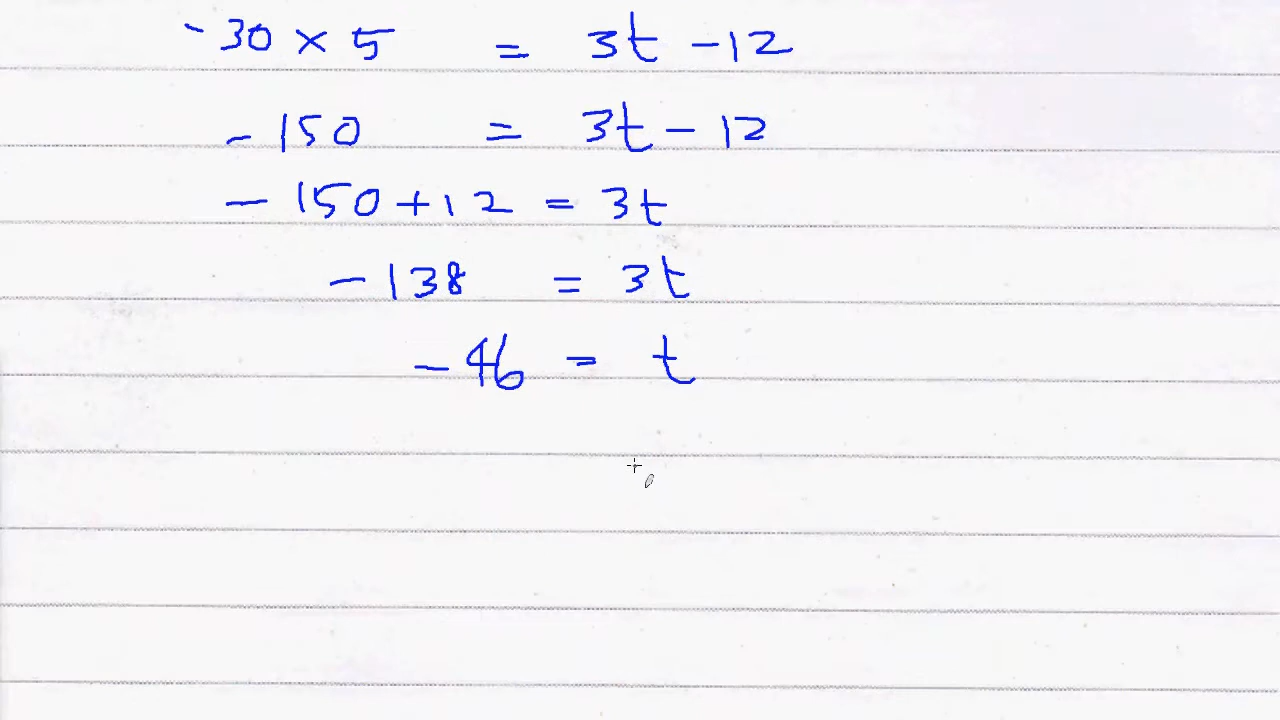 -30 × 5 = 3t - 12
- 150 = 3t - 12
- 150 + 12 = 3t
- 138 = 3t
- 46 = t